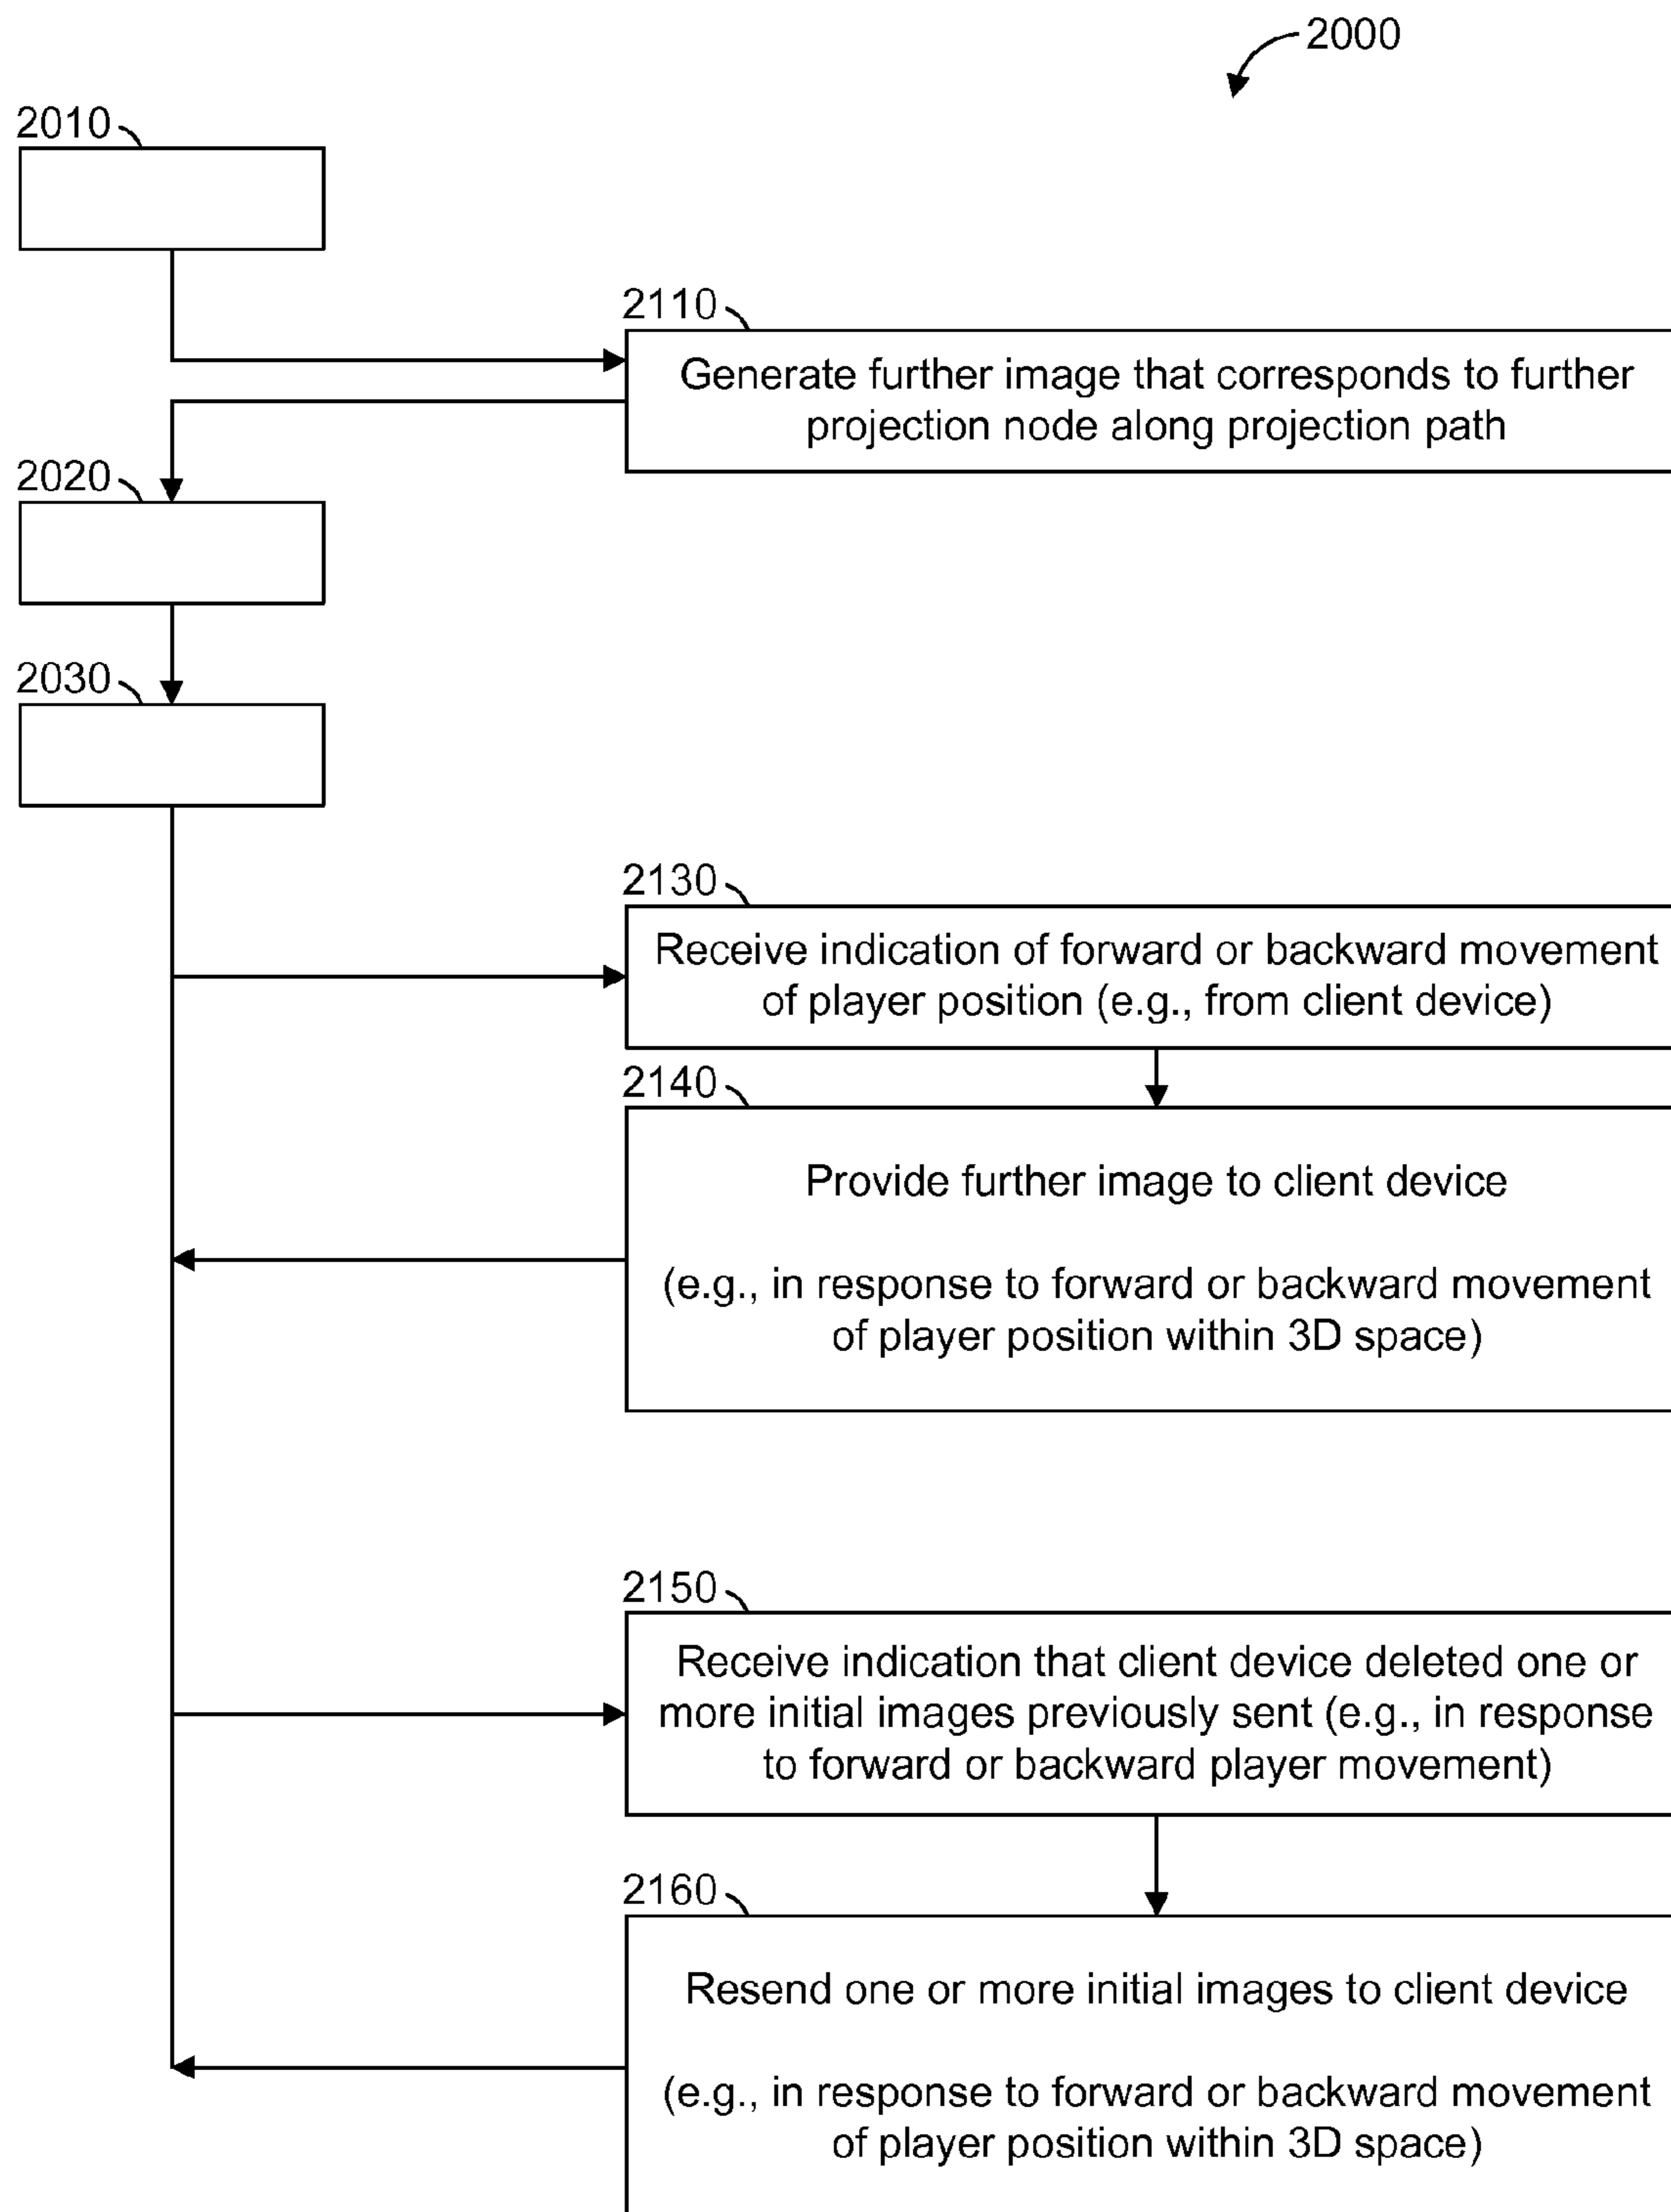 2000
2010
2110
Generate further image that corresponds to further
projection node along projection path
2020
2030
2130
Receive indication of forward or backward movement
of player position (e.g., from client device)
2140
Provide further image to client device
(e.g., in response to forward or backward movement
of player position within 3D space)
2150
Receive indication that client device deleted one or
more initial images previously sent (e.g., in response
to forward or backward player movement)
2160
Resend one or more initial images to client device
(e.g., in response to forward or backward movement
of player position within 3D space)